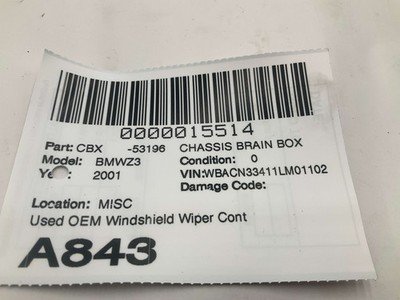 0000015514
Part: CBX -53196 CHASSIS BRAIN BOX
Model: BMWZ3 Condition: 0
2001 VIN:WBACN33411LM01102
Damage Code:
Location: MISC
Used OEM Windshield Wiper Cont
A843